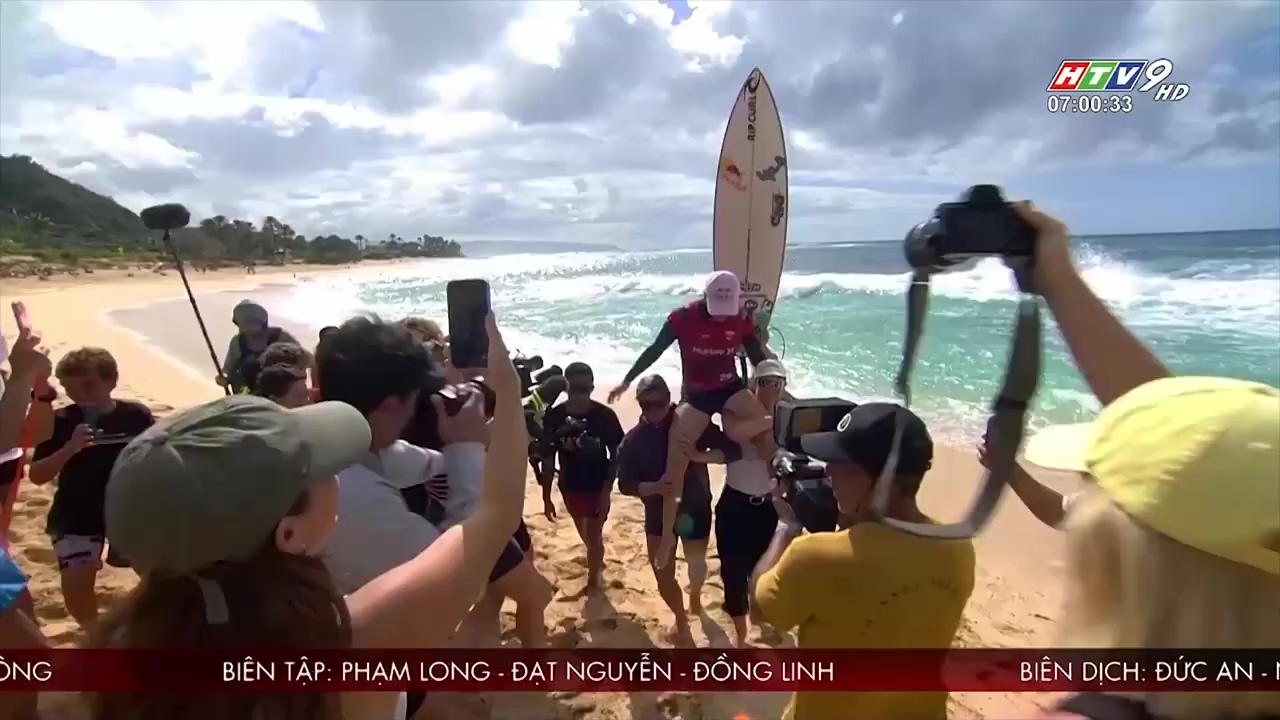 HTV9 HD
07:00:33
RIP CURL
Hurley
ÔNG BIÊN TẬP: PHẠM LONG - ĐẠT NGUYỄN - ĐỒNG LINH BIÊN DỊCH: ĐỨC AN -